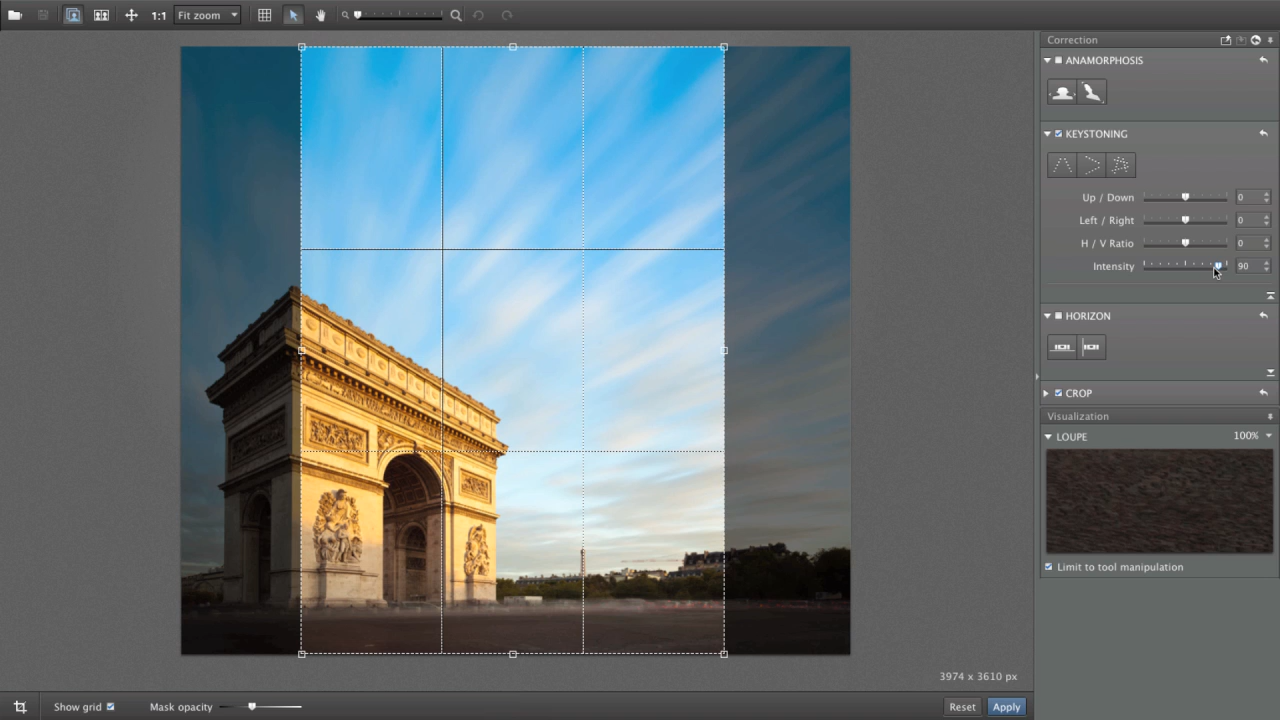 1:1 Fit zoom
Correction
ANAMORPHOSIS
KEYSTONING
Up / Down 0
Left / Right 0
H / V Ratio 0
Intensity 90
HORIZON
CROP
Visualization
LOUPE 100%
Limit to tool manipulation
3974 x 3610 px
Show grid Mask opacity Reset Apply